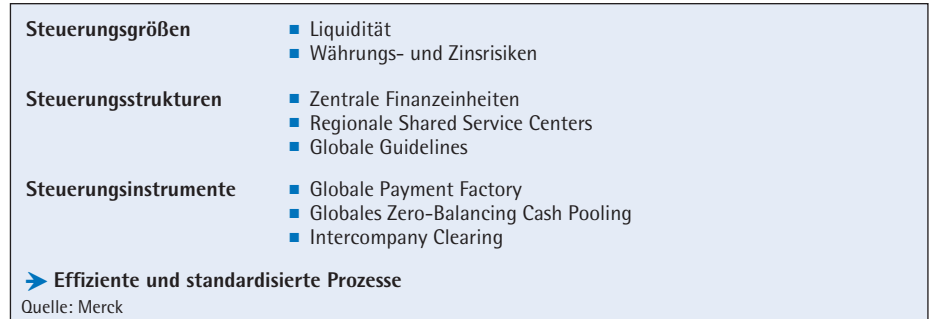 Steuerungsgrößen ■ Liquidität
■ Währungs- und Zinsrisiken
Steuerungsstrukturen ■ Zentrale Finanzeinheiten
■ Regionale Shared Service Centers
■ Globale Guidelines
Steuerungsinstrumente ■ Globale Payment Factory
■ Globales Zero-Balancing Cash Pooling
■ Intercompany Clearing
➔ Effiziente und standardisierte Prozesse
Quelle: Merck